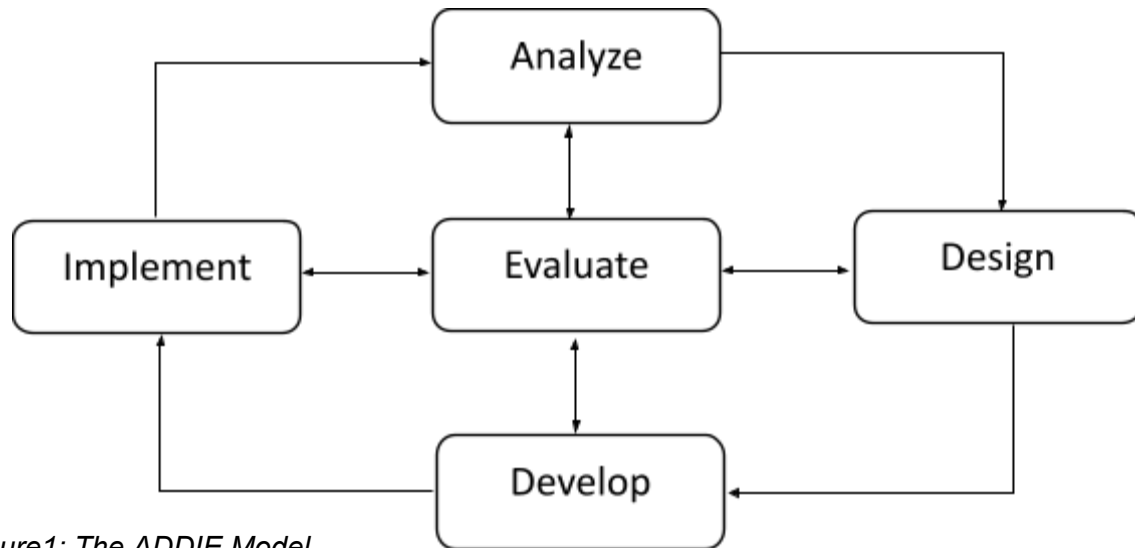 Analyze
Implement
Evaluate
Design
Develop
ure1: The ADDIE Model